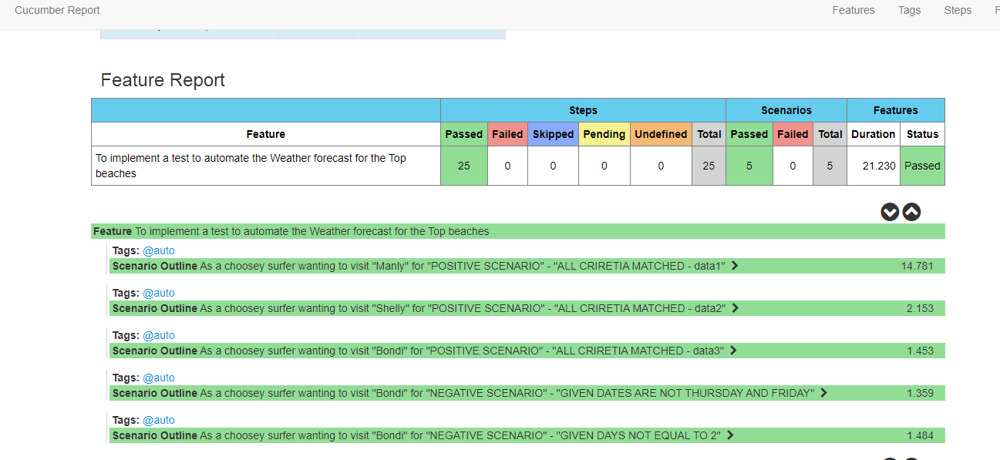 Cucumber Report Features Tags Steps
Feature Report
Steps Scenarios Features
Feature Passed Failed Skipped Pending Undefined Total Passed Failed Total Duration Status
To implement a test to automate the Weather forecast for the Top
beaches
25 0 0 0 0 25 5 0 5 21.230 Passed
Feature To implement a test to automate the Weather forecast for the Top beaches
Tags: @auto
Scenario Outline As a choosey surfer wanting to visit "Manly" for "POSITIVE SCENARIO" - "ALL CRIRETIA MATCHED - data1" 14.781
Tags: @auto
Scenario Outline As a choosey surfer wanting to visit "Shelly" for "POSITIVE SCENARIO" - "ALL CRIRETIA MATCHED - data2" 2.153
Tags: @auto
Scenario Outline As a choosey surfer wanting to visit "Bondi" for "POSITIVE SCENARIO" - "ALL CRIRETIA MATCHED - data3" 1.453
Tags: @auto
Scenario Outline As a choosey surfer wanting to visit "Bondi" for "NEGATIVE SCENARIO" - "GIVEN DATES ARE NOT THURSDAY AND FRIDAY" 1.359
Tags: @auto
Scenario Outline As a choosey surfer wanting to visit "Bondi" for "NEGATIVE SCENARIO" - "GIVEN DAYS NOT EQUAL TO 2" 1.484